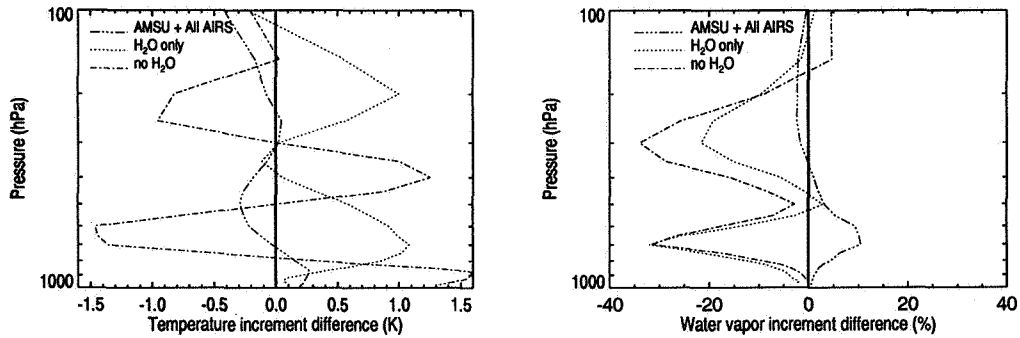 100
AMSU + All AIRS
H₂O only
no H₂O
Pressure (hPa)
1000
-1.5 -1.0 -0.5 0.0 0.5 1.0 1.5
Temperature increment difference (K)
100
AMSU + All AIRS
H₂O only
no H₂O
Pressure (hPa)
1000
-40 -20 0 20 40
Water vapor increment difference (%)